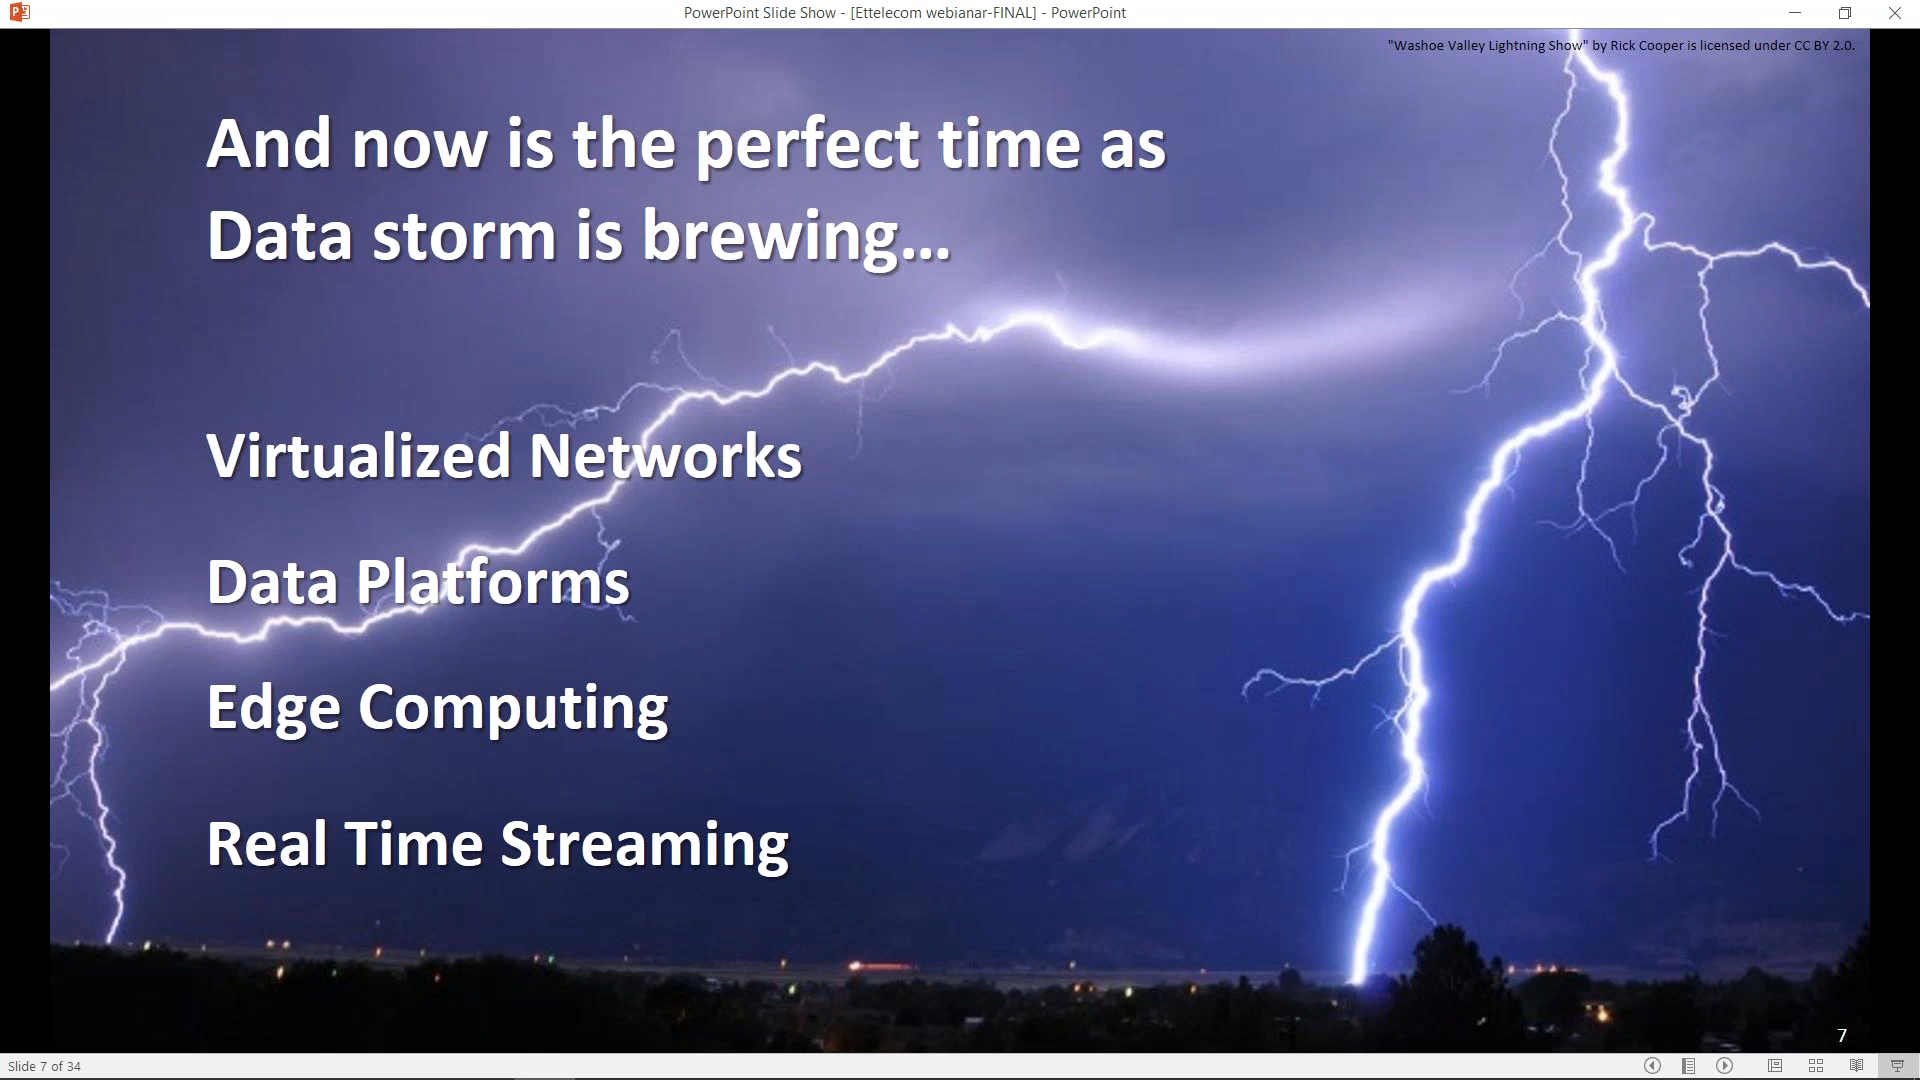 PowerPoint Slide Show - [Ettelecom webianar-FINAL] - PowerPoint
"Washoe Valley Lightning Show" by Rick Cooper is licensed under CC BY 2.0.
And now is the perfect time as
Data storm is brewing...
Virtualized Networks
Data Platforms
Edge Computing
Real Time Streaming
7
Slide 7 of 34